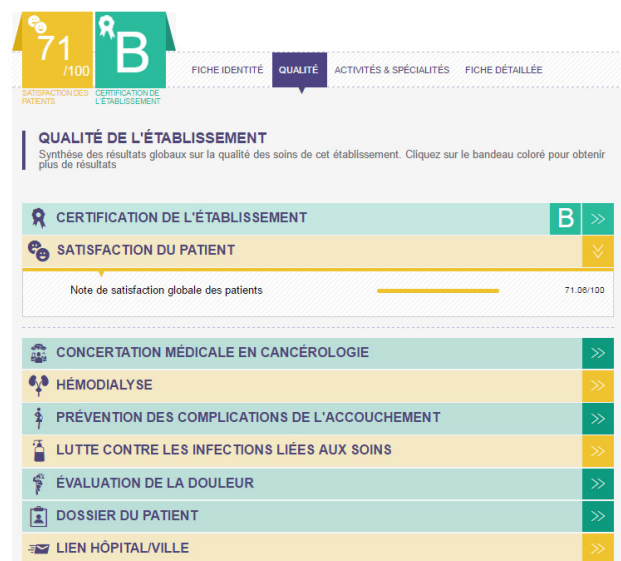 71
/100
B
SATISFACTION DES
PATIENTS
CERTIFICATION DE
L'ÉTABLISSEMENT
FICHE IDENTITÉ QUALITÉ ACTIVITÉS & SPÉCIALITÉS FICHE DÉTAILLÉE
QUALITÉ DE L'ÉTABLISSEMENT
Synthèse des résultats globaux sur la qualité des soins de cet établissement. Cliquez sur le bandeau coloré pour obtenir
plus de résultats
CERTIFICATION DE L'ÉTABLISSEMENT B
SATISFACTION DU PATIENT
Note de satisfaction globale des patients 71.06/100
CONCERTATION MÉDICALE EN CANCÉROLOGIE
HÉMODIALYSE
PRÉVENTION DES COMPLICATIONS DE L'ACCOUCHEMENT
LUTTE CONTRE LES INFECTIONS LIÉES AUX SOINS
ÉVALUATION DE LA DOULEUR
DOSSIER DU PATIENT
LIEN HÔPITAL/VILLE